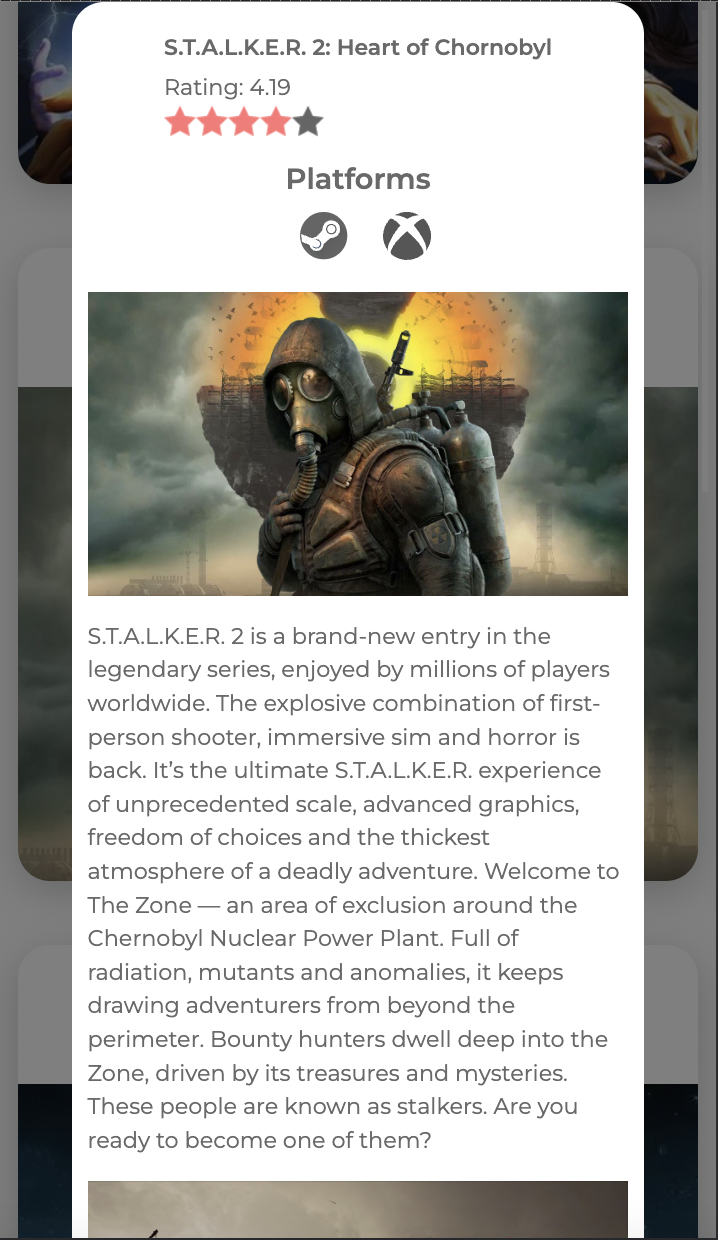 S.T.A.L.K.E.R. 2: Heart of Chornobyl
Rating: 4.19
Platforms
S.T.A.L.K.E.R. 2 is a brand-new entry in the
legendary series, enjoyed by millions of players
worldwide. The explosive combination of first-
person shooter, immersive sim and horror is
back. It’s the ultimate S.T.A.L.K.E.R. experience
of unprecedented scale, advanced graphics,
freedom of choices and the thickest
atmosphere of a deadly adventure. Welcome to
The Zone — an area of exclusion around the
Chernobyl Nuclear Power Plant. Full of
radiation, mutants and anomalies, it keeps
drawing adventurers from beyond the
perimeter. Bounty hunters dwell deep into the
Zone, driven by its treasures and mysteries.
These people are known as stalkers. Are you
ready to become one of them?